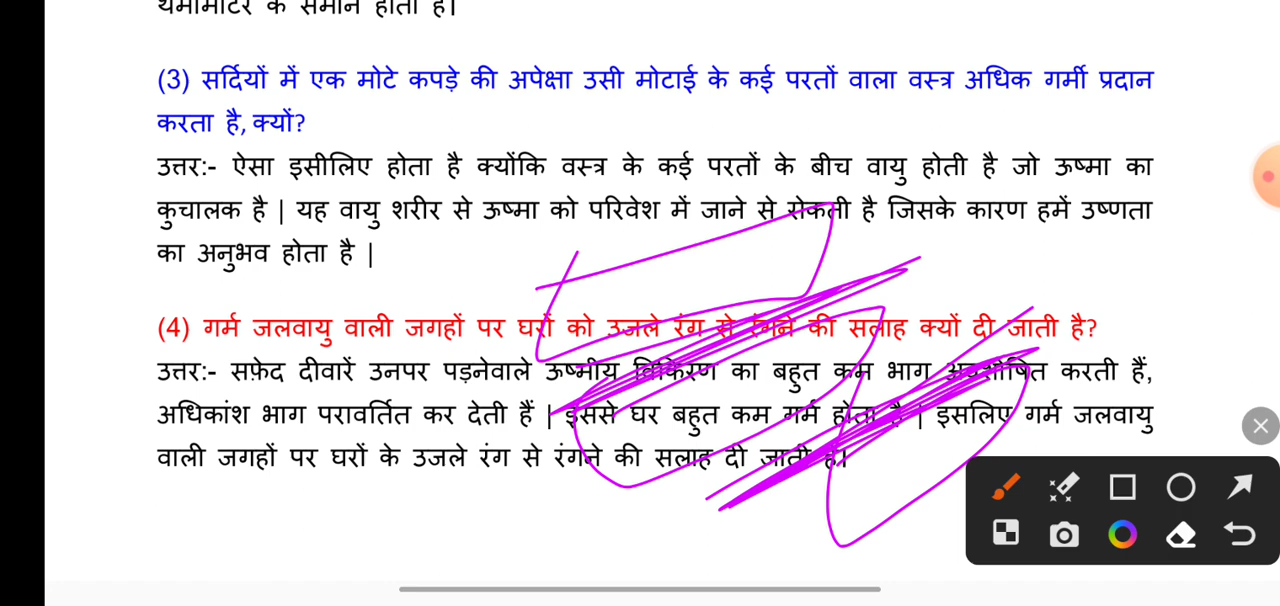 थर्मामीटर के समान होता है।
(3) सर्दियों में एक मोटे कपड़े की अपेक्षा उसी मोटाई के कई परतों वाला वस्त्र अधिक गर्मी प्रदान
करता है, क्यों?
उत्तर:- ऐसा इसीलिए होता है क्योंकि वस्त्र के कई परतों के बीच वायु होती है जो ऊष्मा का
कुचालक है | यह वायु शरीर से ऊष्मा को परिवेश में जाने से रोकती है जिसके कारण हमें उष्णता
का अनुभव होता है |
(4) गर्म जलवायु वाली जगहों पर घरों को उजले रंग से रंगने की सलाह क्यों दी जाती है?
उत्तर:- सफ़ेद दीवारें उनपर पड़नेवाले ऊष्मीय विकिरण का बहुत कम भाग अवशोषित करती हैं,
अधिकांश भाग परावर्तित कर देती हैं | इससे घर बहुत कम गर्म होता है | इसलिए गर्म जलवायु
वाली जगहों पर घरों के उजले रंग से रंगने की सलाह दी जाती है।